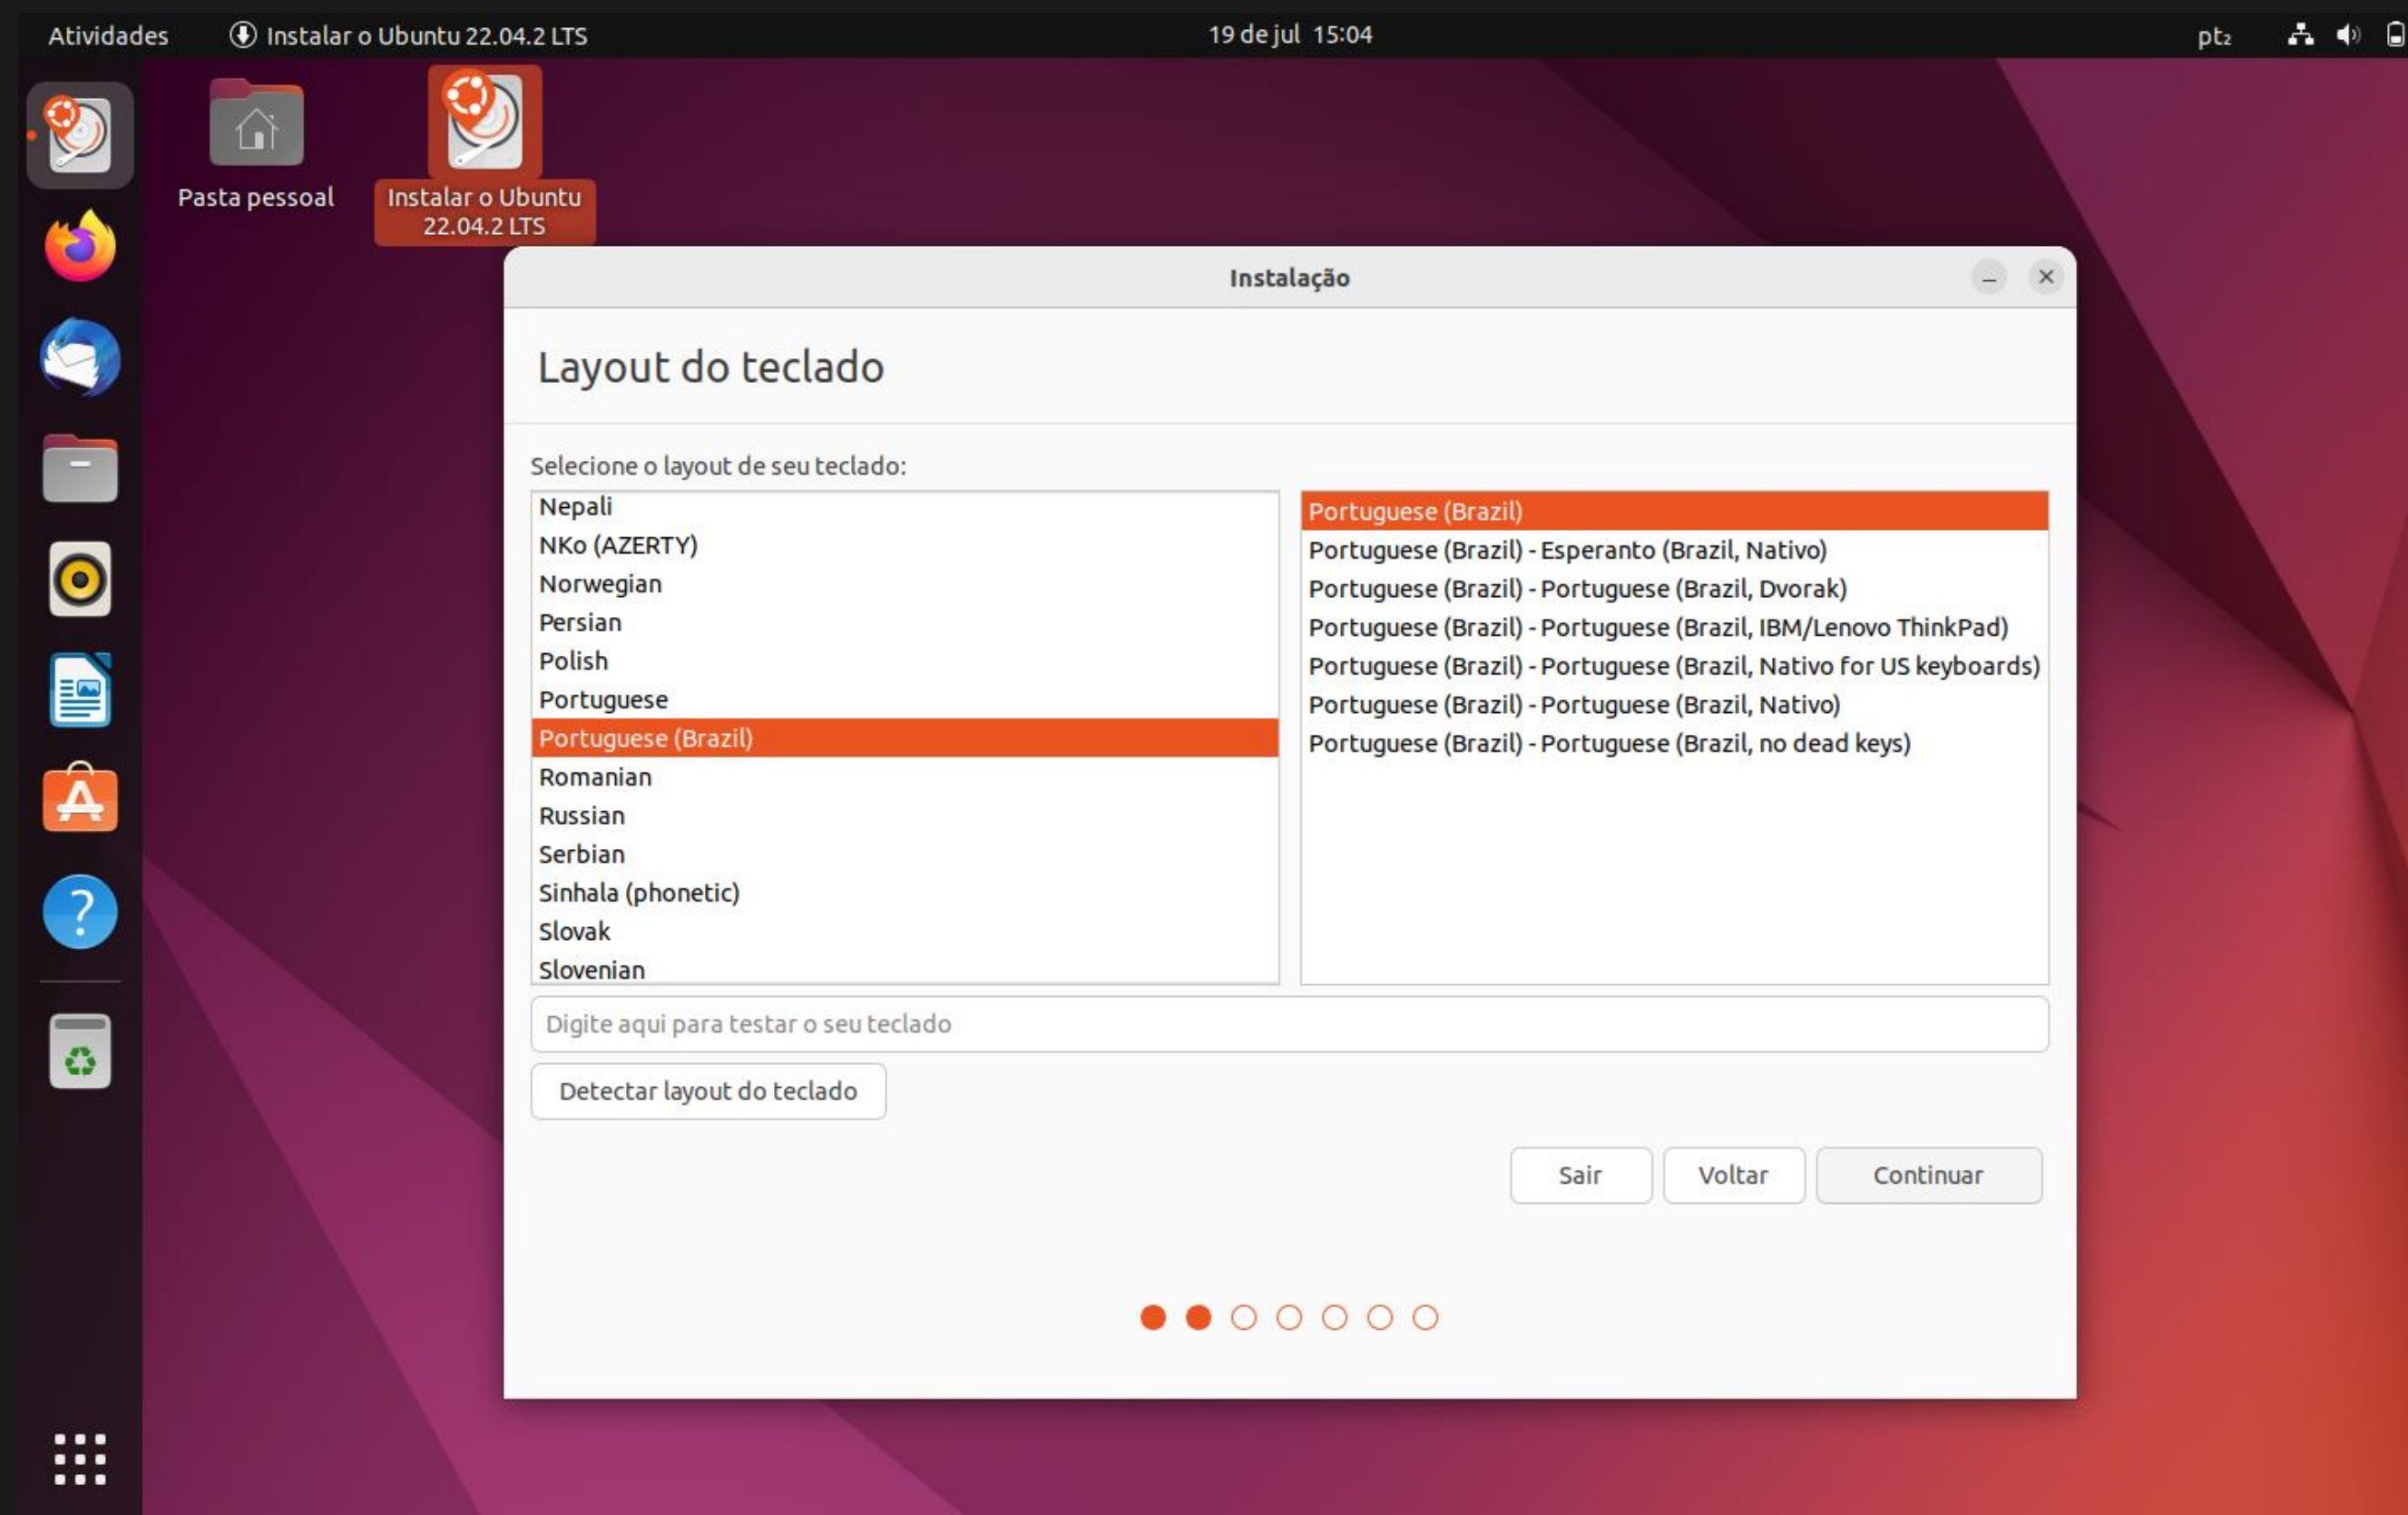 Atividades
Instalar o Ubuntu 22.04.2 LTS
19 de jul 15:04
pt₂
Pasta pessoal
Instalar o Ubuntu
22.04.2 LTS
Instalação
Layout do teclado
Selecione o layout de seu teclado:
Nepali
NKo (AZERTY)
Norwegian
Persian
Polish
Portuguese
Portuguese (Brazil)
Romanian
Russian
Serbian
Sinhala (phonetic)
Slovak
Slovenian
Portuguese (Brazil)
Portuguese (Brazil) - Esperanto (Brazil, Nativo)
Portuguese (Brazil) - Portuguese (Brazil, Dvorak)
Portuguese (Brazil) - Portuguese (Brazil, IBM/Lenovo ThinkPad)
Portuguese (Brazil) - Portuguese (Brazil, Nativo for US keyboards)
Portuguese (Brazil) - Portuguese (Brazil, Nativo)
Portuguese (Brazil) - Portuguese (Brazil, no dead keys)
Digite aqui para testar o seu teclado
Detectar layout do teclado
Sair
Voltar
Continuar